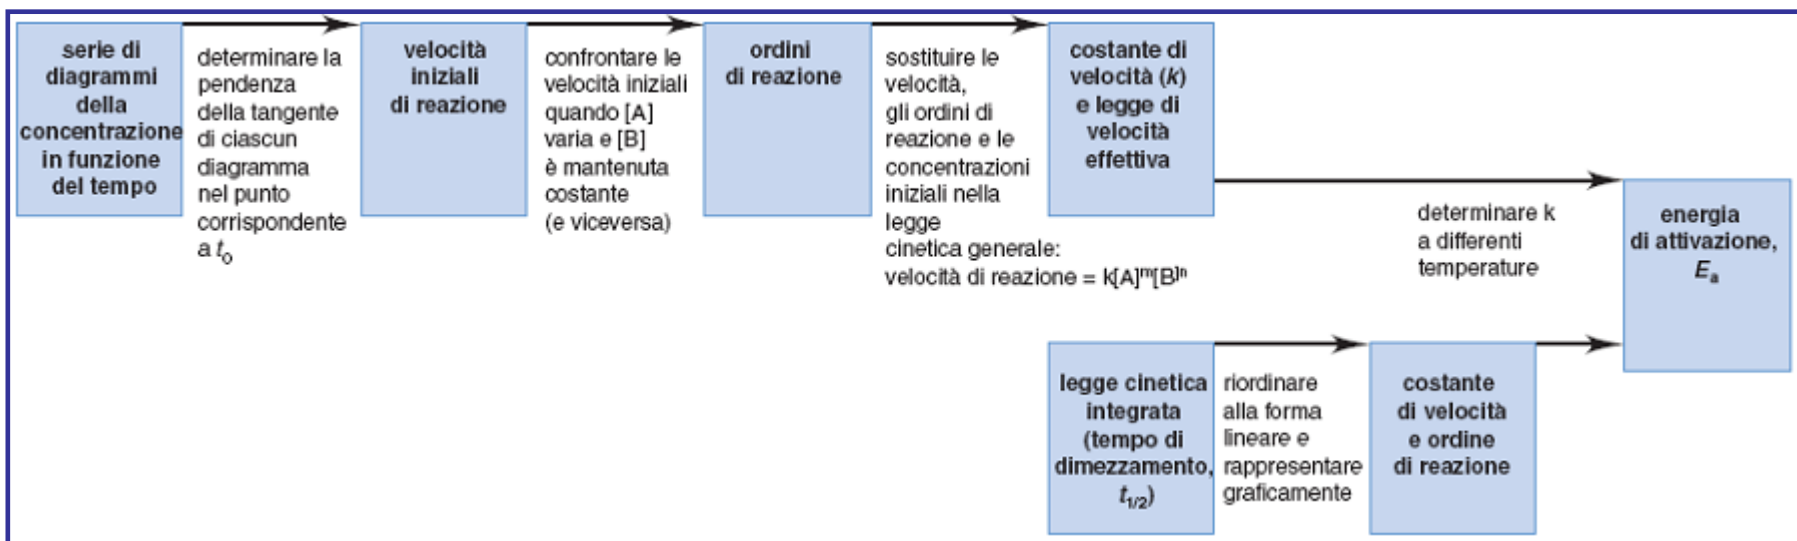 serie di
diagrammi
della
concentrazione
in funzione
del tempo
determinare la
pendenza
della tangente
di ciascun
diagramma
nel punto
corrispondente
a t₀
velocità
iniziali
di reazione
confrontare le
velocità iniziali
quando [A]
varia e [B]
è mantenuta
costante
(e viceversa)
ordini
di reazione
sostituire le
velocità,
gli ordini di
reazione e le
concentrazioni
iniziali nella
legge
cinetica generale:
velocità di reazione = k[A]ᵐ[B]ⁿ
costante di
velocità (k)
e legge di
velocità
effettiva
determinare k
a differenti
temperature
energia
di attivazione,
Eₐ
legge cinetica
integrata
(tempo di
dimezzamento,
t₁/₂)
riordinare
alla forma
lineare e
rappresentare
graficamente
costante
di velocità
e ordine
di reazione